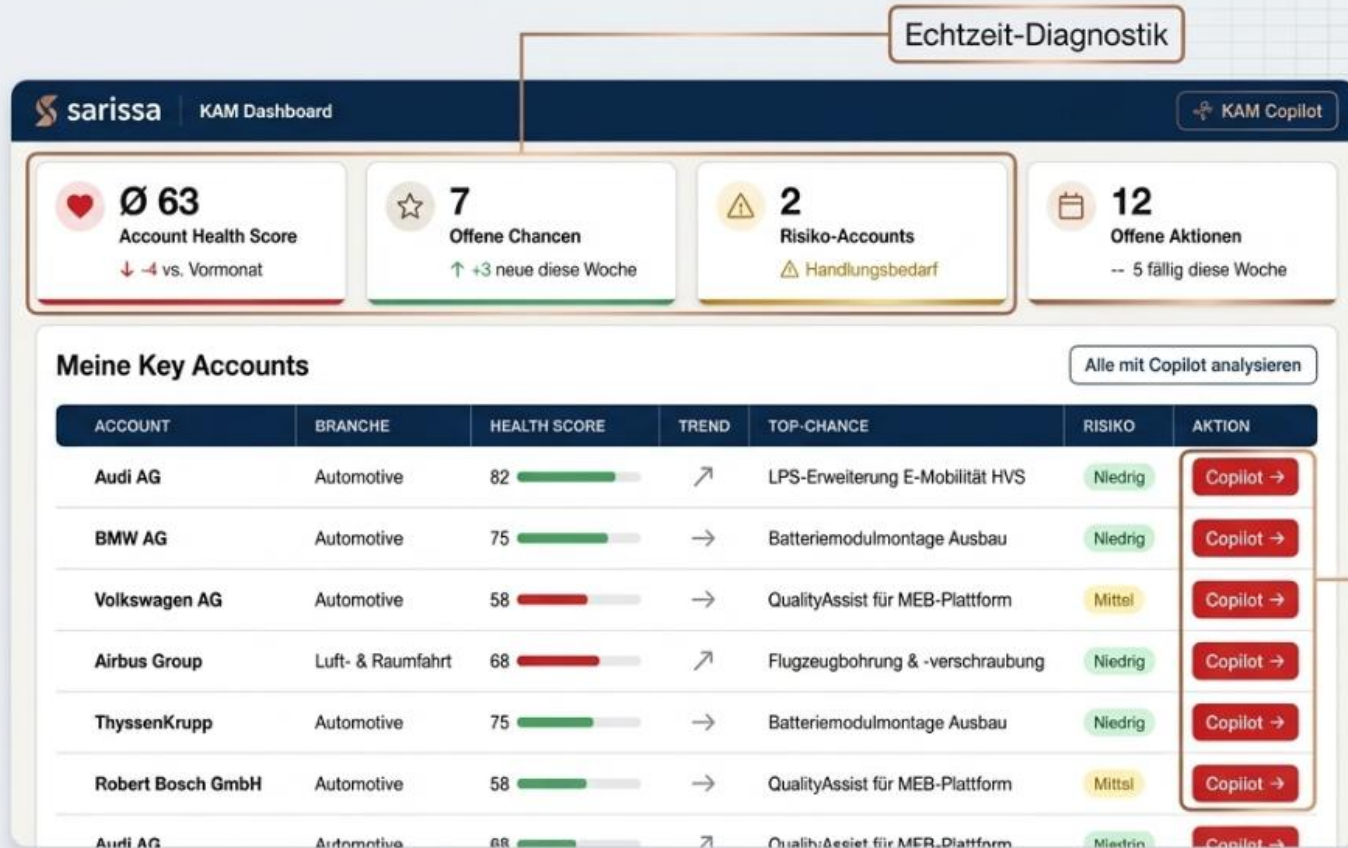 Echtzeit-Diagnostik
sarissa KAM Dashboard KAM Copilot
Ø 63
Account Health Score
↓ -4 vs. Vormonat
7
Offene Chancen
↑ +3 neue diese Woche
2
Risiko-Accounts
Handlungsbedarf
12
Offene Aktionen
-- 5 fällig diese Woche
Meine Key Accounts
Alle mit Copilot analysieren
ACCOUNT BRANCHE HEALTH SCORE TREND TOP-CHANCE RISIKO AKTION
Audi AG Automotive 82 ↗ LPS-Erweiterung E-Mobilität HVS Niedrig Copilot →
BMW AG Automotive 75 → Batteriemodulmontage Ausbau Niedrig Copilot →
Volkswagen AG Automotive 58 → QualityAssist für MEB-Plattform Mittel Copilot →
Airbus Group Luft- & Raumfahrt 68 ↗ Flugzeugbohrung & -verschraubung Niedrig Copilot →
ThyssenKrupp Automotive 75 → Batteriemodulmontage Ausbau Niedrig Copilot →
Robert Bosch GmbH Automotive 58 → QualityAssist für MEB-Plattform Mittsl Copilot →
Audi AG Automotive 68 ↗ für MEB-Plattform Copilot →